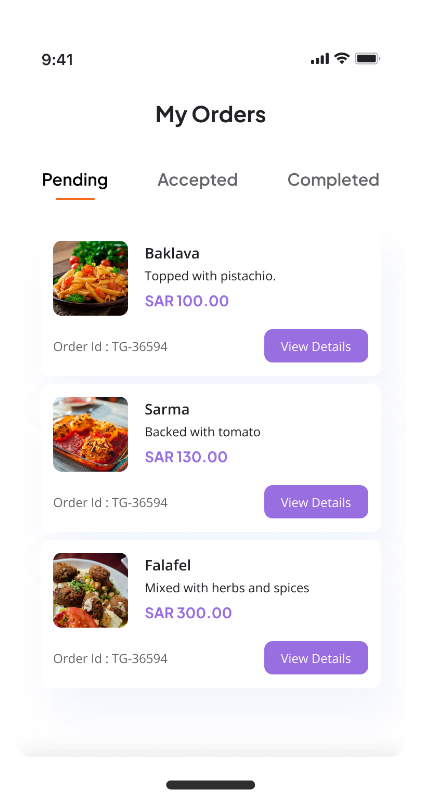 9:41
My Orders
Pending Accepted Completed
Baklava
Topped with pistachio.
SAR 100.00
Order Id : TG-36594 View Details
Sarma
Backed with tomato
SAR 130.00
Order Id : TG-36594 View Details
Falafel
Mixed with herbs and spices
SAR 300.00
Order Id : TG-36594 View Details